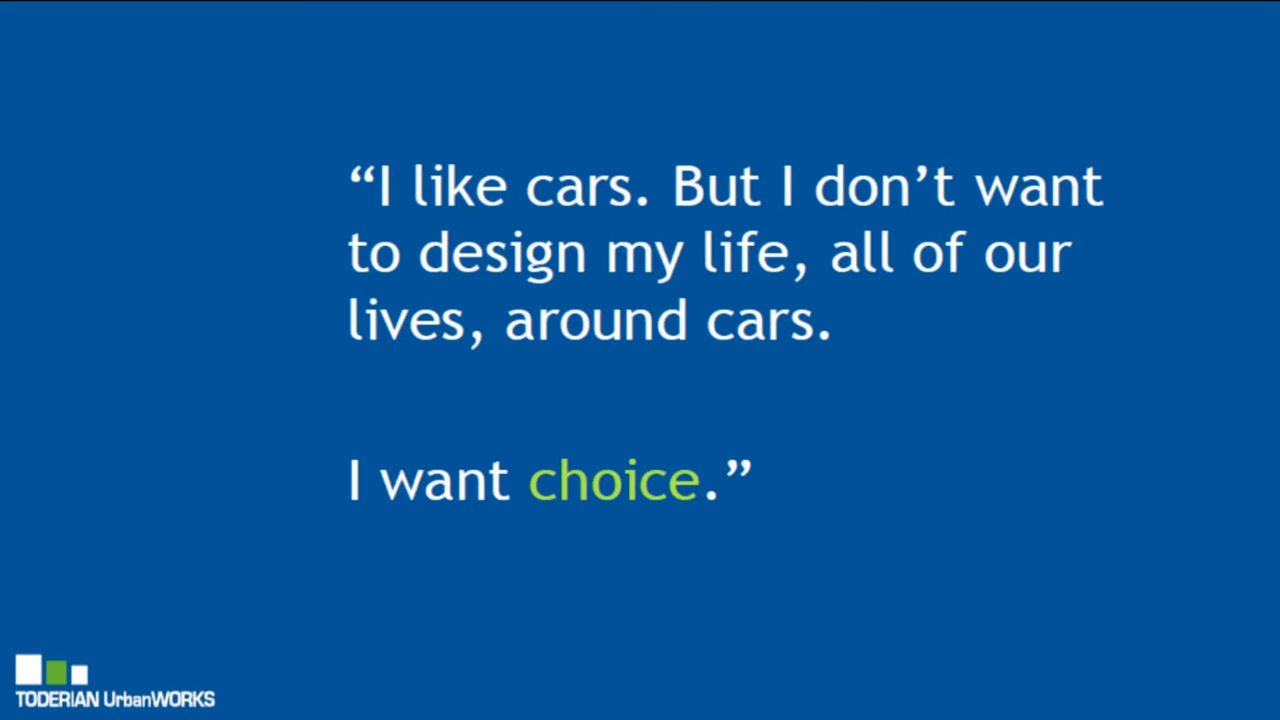 “I like cars. But I don’t want
to design my life, all of our
lives, around cars.
I want choice.”
TODERIAN UrbanWORKS